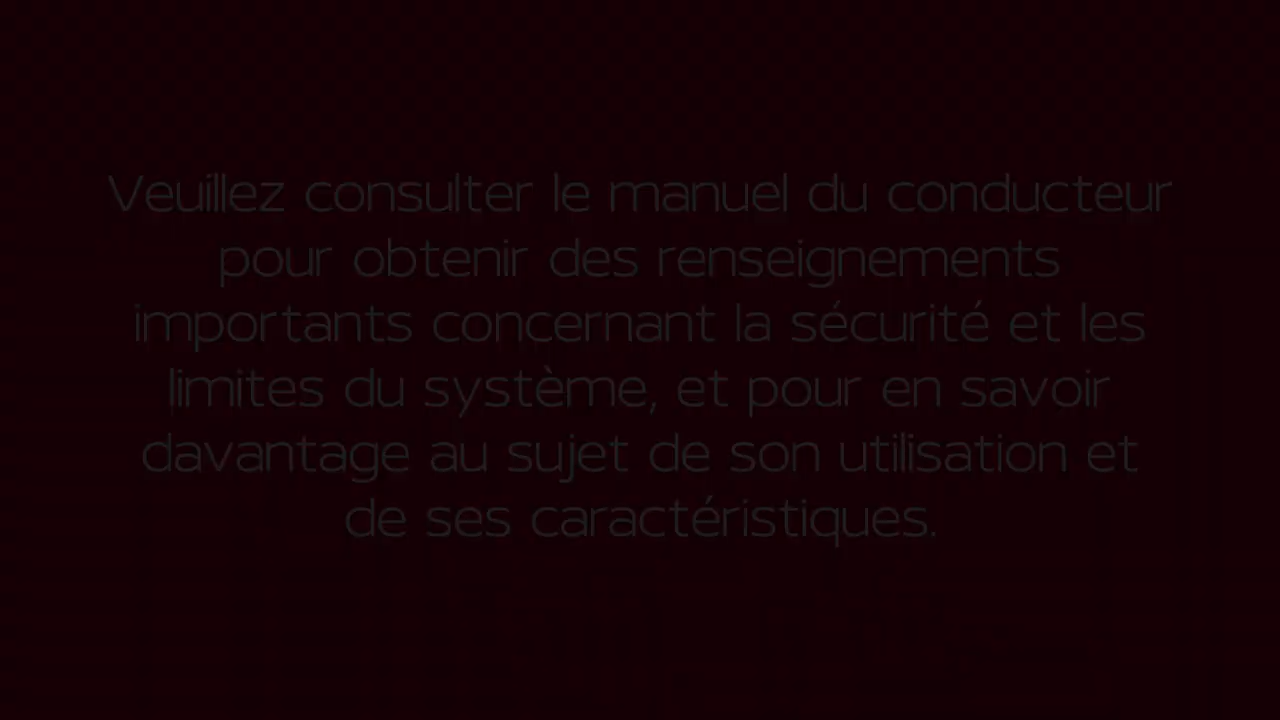 Veuillez consulter le manuel du conducteur
pour obtenir des renseignements
importants concernant la sécurité et les
limites du système, et pour en savoir
davantage au sujet de son utilisation et
de ses caractéristiques.